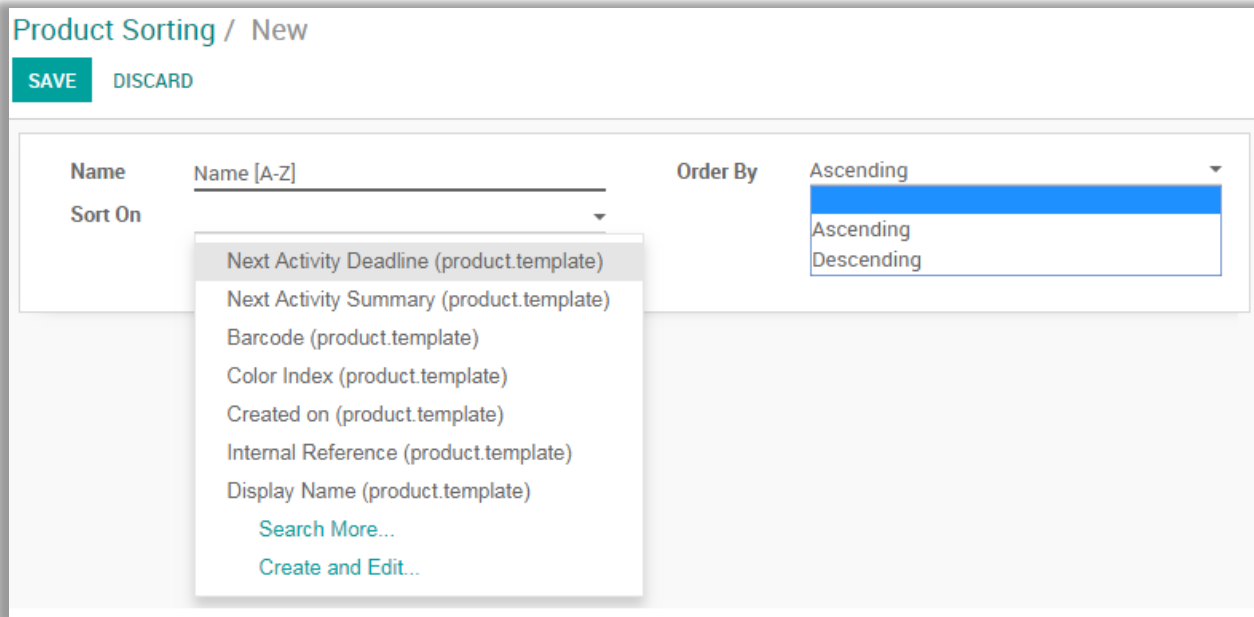 Product Sorting / New
SAVE DISCARD
Name Name [A-Z] Order By Ascending
Sort On
Ascending
Descending
Next Activity Deadline (product.template)
Next Activity Summary (product.template)
Barcode (product.template)
Color Index (product.template)
Created on (product.template)
Internal Reference (product.template)
Display Name (product.template)
Search More...
Create and Edit...